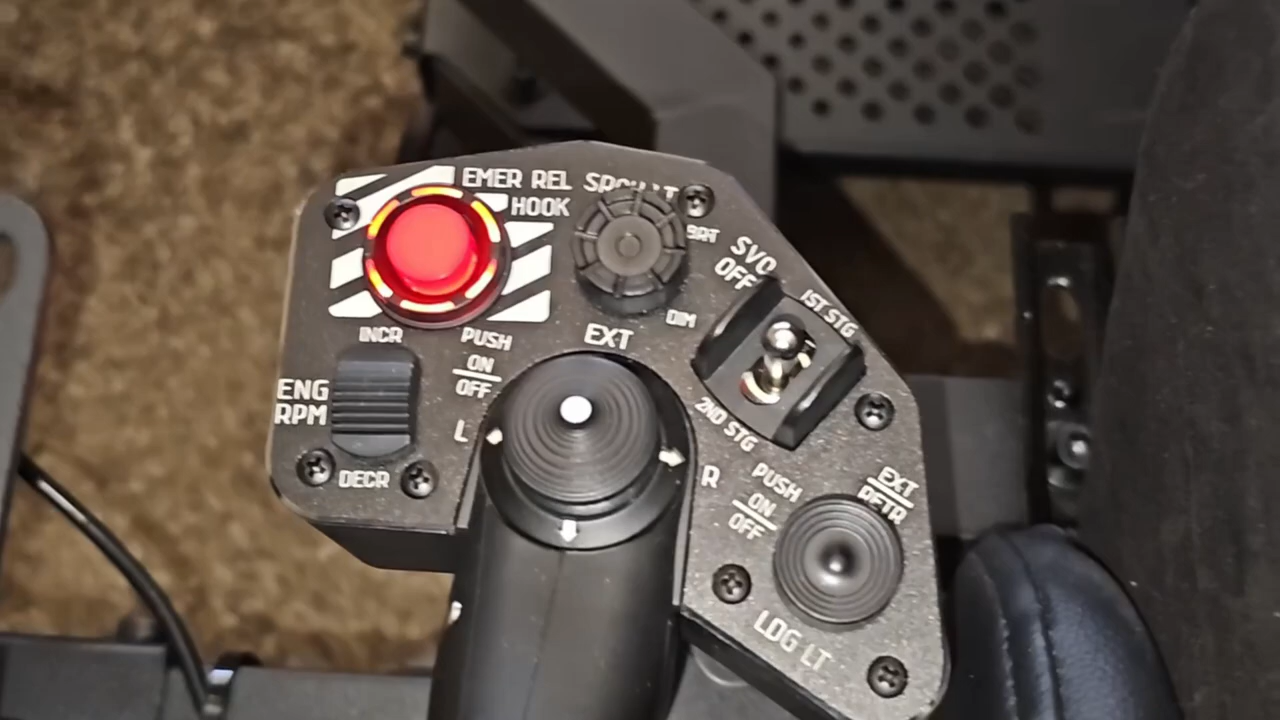 EMER REL
HOOK
LT
BRT
DIM
SVO
OFF
1ST STG
2ND STG
INCR
ENG
RPM
DECR
PUSH
ON
OFF
EXT
L
R
PUSH
ON
OFF
EXT
RETR
LDG LT